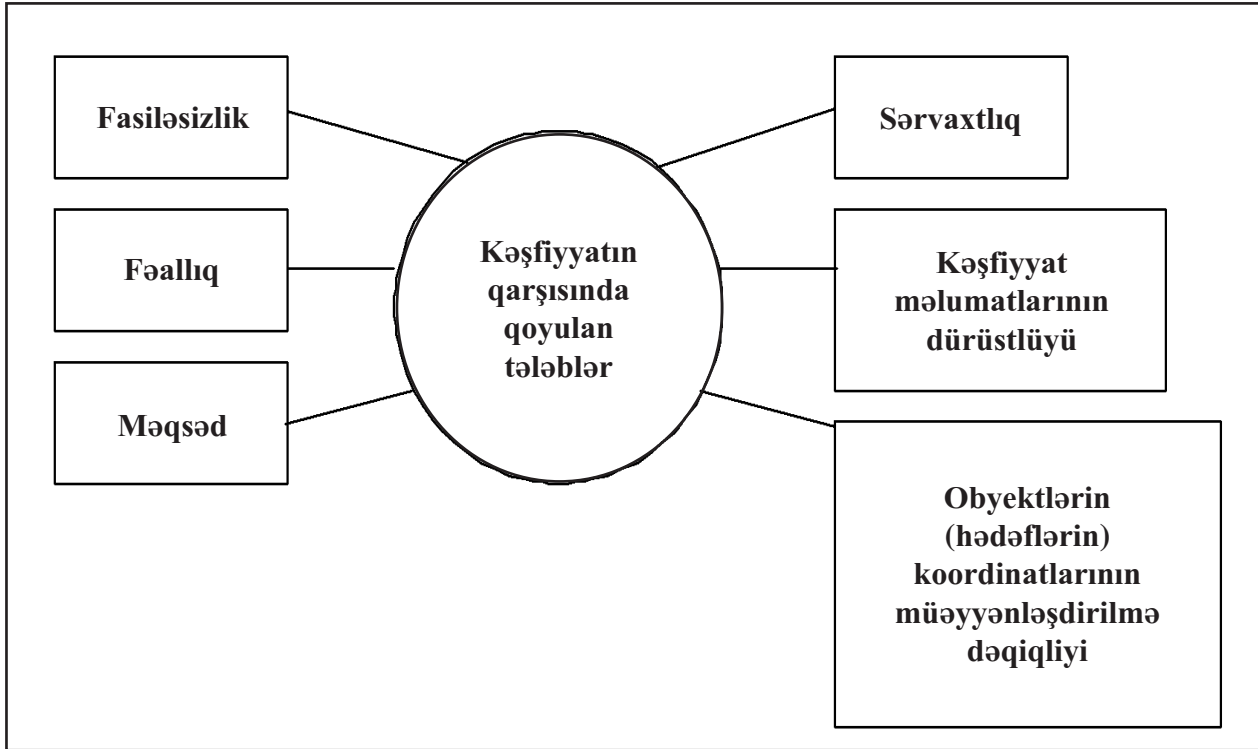 Fasiləsizlik
Fəallıq
Məqsəd
Kəşfiyyatın
qarşısında
qoyulan
tələblər
Sərvaxtlıq
Kəşfiyyat
məlumatlarının
dürüstlüyü
Obyektlərin
(hədəflərin)
koordinatlarının
müəyyənləşdirilmə
dəqiqliyi